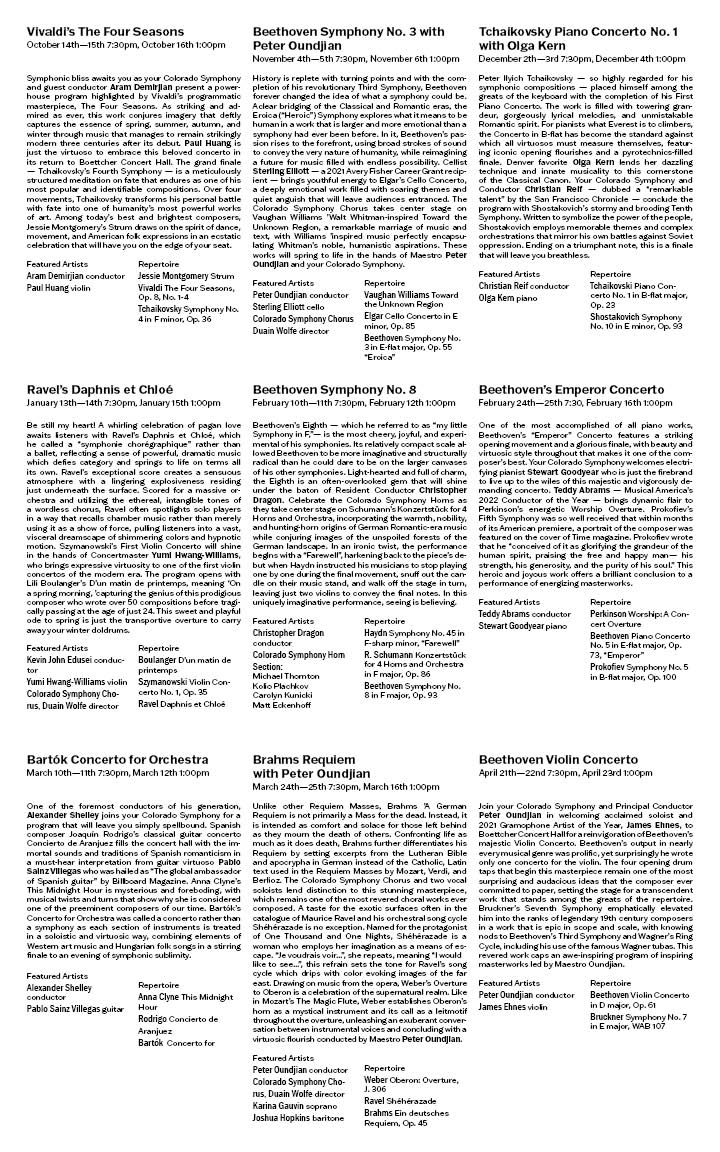 Vivaldi's The Four Seasons
October 14th—15th 7:30pm, October 16th 1:00pm
Symphonic bliss awaits you as your Colorado Symphony
and guest conductor Aram Demirjian present a power-
house program highlighted by Vivaldi's programatic
masterpiece, The Four Seasons. As striking and ad-
mired as ever, this work conjures imagery that deftly
captures the essence of spring, summer, autumn, and
winter through music that manages to remain strikingly
modern three centuries after its debut. Paul Huang is
just the virtuoso to embrace this beloved concerto in
its return to Boettcher Concert Hall. The grand finale
— Tchaikovsky's Fourth Symphony — is a meticulously
structured meditation on fate that endures as one of his
most popular and identifiable compositions. Over four
movements, Tchaikovsky transforms his personal battle
with fate into one of humanity's most powerful works
of art. Among today's best and brightest composers,
Jessie Montgomery's Strum draws on the spirit of dance,
movement, and American folk expressions in an ecstatic
celebration that will have you on the edge of your seat.
Featured Artists
Aram Demirjian conductor
Paul Huang violin
Repertoire
Jessie Montgomery Strum
Vivaldi The Four Seasons,
Op. 8, No. 1-4
Tchaikovsky Symphony No.
4 in F minor, Op. 36
Beethoven Symphony No. 3 with
Peter Oundjian
November 4th—5th 7:30pm, November 6th 1:00pm
History is replete with turning points and with the com-
pletion of his revolutionary Third Symphony, Beethoven
forever changed the idea of what a symphony could be.
A clear bridging of the Classical and Romantic eras, the
Eroica ("Heroic") Symphony explores what it means to be
human in a work that is larger and more emotional than a
symphony had ever been before. In it, Beethoven's pas-
sion rises to the forefront, using broad strokes of sound
to convey the very nature of humanity, while reimagining
a future for music filled with endless possibility. Cellist
Sterling Elliott — a 2021 Avery Fisher Career Grant recip-
ient — brings youthful energy to Elgar's Cello Concerto,
a deeply emotional work filled with soaring themes and
quiet anguish that will leave audiences entranced. The
Colorado Symphony Chorus takes center stage on
Vaughan Williams 'Walt Whitman-inspired Toward the
Unknown Region, a remarkable marriage of music and
text, with Williams 'inspired music perfectly encapsu-
lating Whitman's noble, humanistic aspirations. These
works will spring to life in the hands of Maestro Peter
Oundjian and your Colorado Symphony.
Featured Artists
Peter Oundjian conductor
Sterling Elliott cello
Colorado Symphony Chorus
Duain Wolfe director
Repertoire
Vaughan Williams Toward
the Unknown Region
Elgar Cello Concerto in E
minor, Op. 85
Beethoven Symphony No.
3 in E-flat major, Op. 55
"Eroica"
Tchaikovsky Piano Concerto No. 1
with Olga Kern
December 2th—3rd 7:30pm, December 4th 1:00pm
Peter Ilyich Tchaikovsky — so highly regarded for his
symphonic compositions — placed himself among the
greats of the keyboard with the completion of his First
Piano Concerto. The work is filled with towering gran-
deur, gorgeously lyrical melodies, and unmistakable
Romantic spirit. For pianists what Everest is to climbers,
the Concerto in B-flat has become the standard against
which all virtuosos must measure themselves, featur-
ing iconic opening flourishes and a pyrotechnics-filled
finale. Denver favorite Olga Kern lends her dazzling
technique and innate musicality to this cornerstone
of the Classical Canon. Your Colorado Symphony and
Conductor Christian Reif — dubbed a "remarkable
talent" by the San Francisco Chronicle — conclude the
program with Shostakovich's stormy and brooding Tenth
Symphony. Written to symbolize the power of the people,
Shostakovich employs memorable themes and complex
orchestrations that mirror his own battles against Soviet
oppression. Ending on a triumphant note, this is a finale
that will leave you breathless.
Featured Artists
Christian Reif conductor
Olga Kern piano
Repertoire
Tchaikovski Piano Con-
certo No. 1 in B-flat major,
Op. 23
Shostakovich Symphony
No. 10 in E minor, Op. 93
Ravel's Daphnis et Chloé
January 13th—14th 7:30pm, January 15th 1:00pm
Be still my heart! A whirling celebration of pagan love
awaits listeners with Ravel's Daphnis et Chloé, which
he called a "symphonie chorégraphique" rather than
a ballet, reflecting a sense of powerful, dramatic music
which defies category and springs to life on terms all
its own. Ravel's exceptional score creates a sensuous
atmosphere with a lingering explosiveness residing
just underneath the surface. Scored for a massive or-
chestra and utilizing the ethereal, intangible tones of
a wordless chorus, Ravel often spotlights solo players
in a way that recalls chamber music rather than merely
using it as a show of force, pulling listeners into a vast,
visceral dreamscape of shimmering colors and hypnotic
motion. Szymanowski's First Violin Concerto will shine
in the hands of Concertmaster Yumi Hwang-Williams,
who brings expressive virtuosity to one of the first violin
concertos of the modern era. The program opens with
Lili Boulanger's D'un matin de printemps, meaning 'On
a spring morning, 'capturing the genius of this prodigious
composer who wrote over 50 compositions before tragi-
cally passing at the age of just 24. This sweet and playful
ode to spring is just the transportive overture to carry
away your winter doldrums.
Featured Artists
Kevin John Edusei conduc-
tor
Yumi Hwang-Williams violin
Colorado Symphony Cho-
rus, Duain Wolfe director
Repertoire
Boulanger D'un matin de
printemps
Szymanowski Violin Con-
certo No. 1, Op. 35
Ravel Daphnis et Chloé
Beethoven Symphony No. 8
February 10th—11th 7:30pm, February 12th 1:00pm
Beethoven's Eighth — which he referred to as "my little
Symphony in F,"— is the most cheery, joyful, and experi-
mental of his symphonies. Its relatively compact scale al-
lowed Beethoven to be more imaginative and structurally
radical than he could dare to be on the larger canvases
of his other symphonies. Light-hearted and full of charm,
the Eighth is an often-overlooked gem that will shine
under the baton of Resident Conductor Christopher
Dragon. Celebrate the Colorado Symphony Horns as
they take center stage on Schumann's Konzertstück for 4
Horns and Orchestra, incorporating the warmth, nobility,
and hunting-horn origins of German Romantic-era music
while conjuring images of the unspoiled forests of the
German landscape. In an ironic twist, the performance
begins with a "Farewell", harkening back to the piece's de-
but when Haydn instructed his musicians to stop playing
one by one during the final movement, snuff out the can-
dle on their music stand, and walk off the stage in turn,
leaving just two violins to convey the final notes. In this
uniquely imaginative performance, seeing is believing.
Featured Artists
Christopher Dragon
conductor
Colorado Symphony Horn
Section:
Michael Thornton
Kolio Plachkov
Carolyn Kunicki
Matt Eckenhoff
Repertoire
Haydn Symphony No. 45 in
F-sharp minor, "Farewell"
R. Schumann Konzertstück
for 4 Horns and Orchestra
in F major, Op. 86
Beethoven Symphony No.
8 in F major, Op. 93
Beethoven's Emperor Concerto
February 24th—25th 7:30, February 16th 1:00pm
One of the most accomplished of all piano works,
Beethoven's "Emperor" Concerto features a striking
opening movement and a glorious finale, with beauty and
virtuosic style throughout that makes it one of the com-
poser's best. Your Colorado Symphony welcomes electri-
fying pianist Stewart Goodyear who is just the firebrand
to live up to the wiles of this majestic and vigorously de-
manding concerto. Teddy Abrams — Musical America's
2022 Conductor of the Year — brings dynamic flair to
Perkinson's energetic Worship Overture. Prokofiev's
Fifth Symphony was so well received that within months
of its American premiere, a portrait of the composer was
featured on the cover of Time magazine. Prokofiev wrote
that he "conceived of it as glorifying the grandeur of the
human spirit, praising the free and happy man— his
strength, his generosity, and the purity of his soul." This
heroic and joyous work offers a brilliant conclusion to a
performance of energizing masterworks.
Featured Artists
Teddy Abrams conductor
Stewart Goodyear piano
Repertoire
Perkinson Worship: A Con-
cert Overture
Beethoven Piano Concerto
No. 5 in E-flat major, Op.
73, "Emperor"
Prokofiev Symphony No. 5
in B-flat major, Op. 100
Bartók Concerto for Orchestra
March 10th—11th 7:30pm, March 12th 1:00pm
One of the foremost conductors of his generation,
Alexander Shelley joins your Colorado Symphony for a
program that will leave you simply spellbound. Spanish
composer Joaquín Rodrigo's classical guitar concerto
Concierto de Aranjuez fills the concert hall with the im-
mortal sounds and traditions of Spanish romanticism in
a must-hear interpretation from guitar virtuoso Pablo
Sainz Villegas who was hailed as "The global ambassador
of Spanish guitar" by Billboard Magazine. Anna Clyne's
This Midnight Hour is mysterious and foreboding, with
musical twists and turns that show why she is considered
one of the preeminent composers of our time. Bartók's
Concerto for Orchestra was called a concerto rather than
a symphony as each section of instruments is treated
in a soloistic and virtuosic way, combining elements of
Western art music and Hungarian folk songs in a stirring
finale to an evening of symphonic sublimity.
Featured Artists
Alexander Shelley
conductor
Pablo Sainz Villegas guitar
Repertoire
Anna Clyne This Midnight
Hour
Rodrigo Concierto de
Aranjuez
Bartók Concerto for
Brahms Requiem
with Peter Oundjian
March 24th—25th 7:30pm, March 16th 1:00pm
Unlike other Requiem Masses, Brahms 'A German
Requiem is not primarily a Mass for the dead. Instead, it
is intended as comfort and solace for those left behind
as they mourn the death of others. Confronting life as
much as it does death, Brahms further differentiates his
Requiem by setting excerpts from the Lutheran Bible
and apocrypha in German instead of the Catholic, Latin
text used in the Requiem Masses by Mozart, Verdi, and
Berlioz. The Colorado Symphony Chorus and two vocal
soloists lend distinction to this stunning masterpiece,
which remains one of the most revered choral works ever
composed. A taste for the exotic surfaces often in the
catalogue of Maurice Ravel and his orchestral song cycle
Shéhérazade is no exception. Named for the protagonist
of One Thousand and One Nights, Shéhérazade is a
woman who employs her imagination as a means of es-
cape. "Je voudrais voir...", she repeats, meaning "I would
like to see...", this refrain sets the tone for Ravel's song
cycle which drips with color evoking images of the far
east. Drawing on music from the opera, Weber's Overture
to Oberon is a celebration of the supernatural realm. Like
in Mozart's The Magic Flute, Weber establishes Oberon's
horn as a mystical instrument and its call as a leitmotif
throughout the overture, unleashing an exuberant conver-
sation between instrumental voices and concluding with a
virtuosic flourish conducted by Maestro Peter Oundjian.
Featured Artists
Peter Oundjian conductor
Colorado Symphony Cho-
rus, Duain Wolfe director
Karina Gauvin soprano
Joshua Hopkins baritone
Repertoire
Weber Oberon: Overture,
J. 306
Ravel Shéhérazade
Brahms Ein deutsches
Requiem, Op. 45
Beethoven Violin Concerto
April 21th—22nd 7:30pm, April 23rd 1:00pm
Join your Colorado Symphony and Principal Conductor
Peter Oundjian in welcoming acclaimed soloist and
2021 Gramophone Artist of the Year, James Ehnes, to
Boettcher Concert Hall for a reinvigoration of Beethoven's
majestic Violin Concerto. Beethoven's output in nearly
every musical genre was prolific, yet surprisingly he wrote
only one concerto for the violin. The four opening drum
taps that begin this masterpiece remain one of the most
surprising and audacious ideas that the composer ever
committed to paper, setting the stage for a transcendent
work that stands among the greats of the repertoire.
Bruckner's Seventh Symphony emphatically elevated
him into the ranks of legendary 19th century composers
in a work that is epic in scope and scale, with knowing
nods to Beethoven's Third Symphony and Wagner's Ring
Cycle, including his use of the famous Wagner tubas. This
revered work caps an awe-inspiring program of inspiring
masterworks led by Maestro Oundjian.
Featured Artists
Peter Oundjian conductor
James Ehnes violin
Repertoire
Beethoven Violin Concerto
in D major, Op. 61
Bruckner Symphony No. 7
in E major, WAB 107